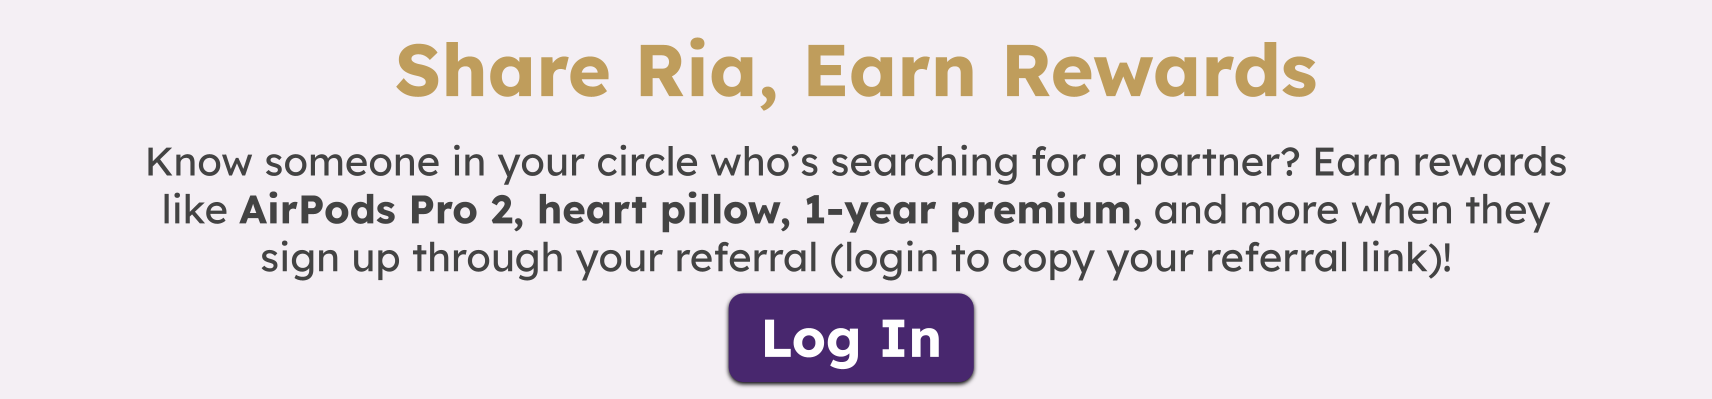 Share Ria, Earn Rewards
Know someone in your circle who’s searching for a partner? Earn rewards
like AirPods Pro 2, heart pillow, 1-year premium, and more when they
sign up through your referral (login to copy your referral link)!
Log In